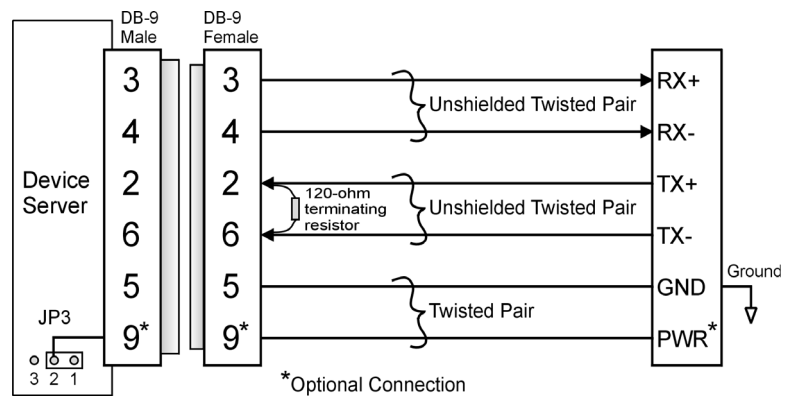 DB-9
Male
DB-9
Female
3
3
RX+
Unshielded Twisted Pair
4
4
RX-
Device
Server
2
2
TX+
120-ohm
terminating
resistor
Unshielded Twisted Pair
6
6
TX-
5
5
GND
Ground
Twisted Pair
JP3
9*
9*
PWR*
3 2 1
*Optional Connection